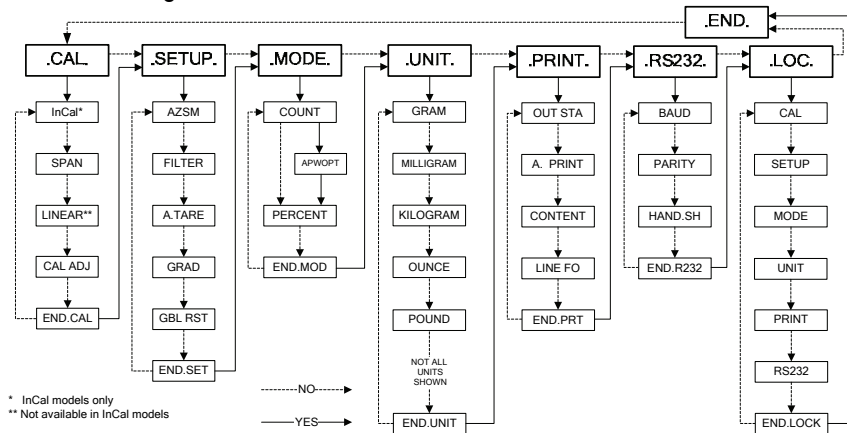 .END.
.CAL.
.SETUP.
.MODE.
.UNIT.
.PRINT.
.RS232.
.LOC.
InCal*
SPAN
LINEAR**
CAL ADJ
END.CAL
AZSM
FILTER
A.TARE
GRAD
GBL RST
END.SET
COUNT
APWOPT
PERCENT
END.MOD
GRAM
MILLIGRAM
KILOGRAM
OUNCE
POUND
NOT ALL
UNITS
SHOWN
END.UNIT
OUT STA
A. PRINT
CONTENT
LINE FO
END.PRT
BAUD
PARITY
HAND.SH
END.R232
CAL
SETUP
MODE
UNIT
PRINT
RS232
END.LOCK
NO
YES
* InCal models only
** Not available in InCal models